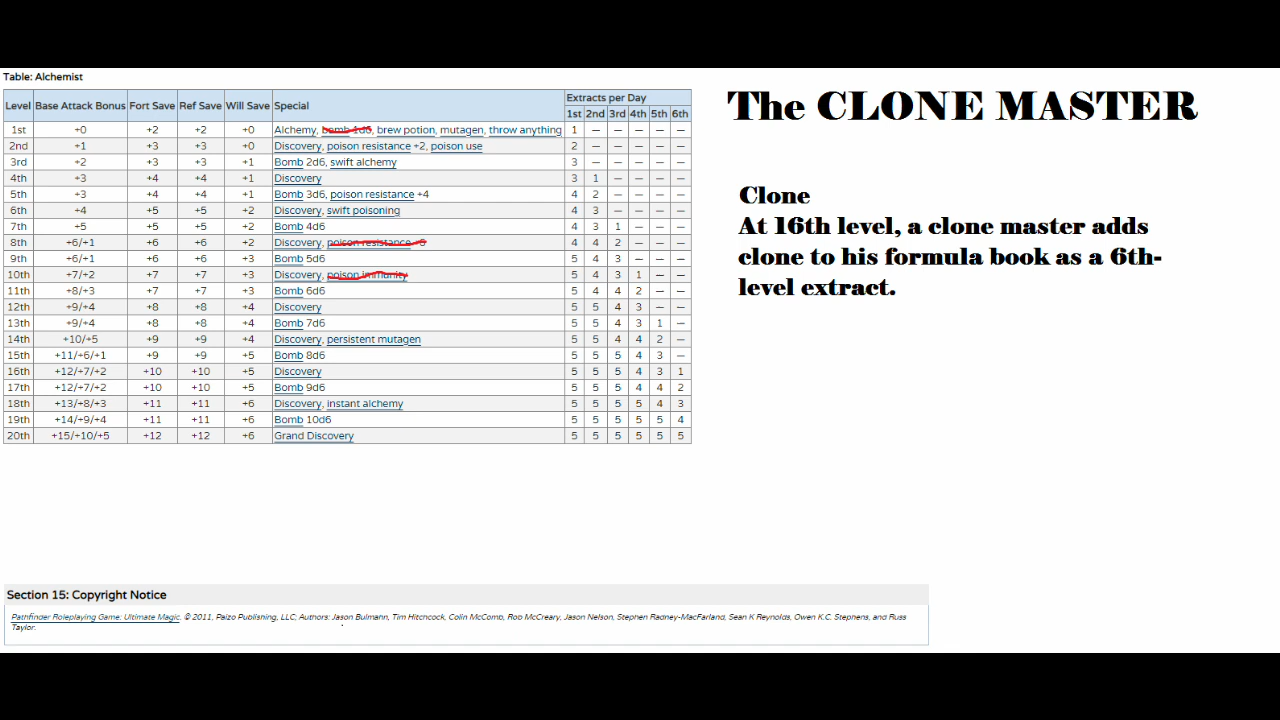 Table: Alchemist
Level Base Attack Bonus Fort Save Ref Save Will Save Special Extracts per Day
1st 2nd 3rd 4th 5th 6th
1st +0 +2 +2 +0 Alchemy, bomb 1d6, brew potion, mutagen, throw anything 1 — — — — —
2nd +1 +3 +3 +0 Discovery, poison resistance +2, poison use 2 — — — — —
3rd +2 +3 +3 +1 Bomb 2d6, swift alchemy 3 — — — — —
4th +3 +4 +4 +1 Discovery 3 1 — — — —
5th +3 +4 +4 +1 Bomb 3d6, poison resistance +4 4 2 — — — —
6th +4 +5 +5 +2 Discovery, swift poisoning 4 3 — — — —
7th +5 +5 +5 +2 Bomb 4d6 4 3 1 — — —
8th +6/+1 +6 +6 +2 Discovery, poison resistance +6 4 4 2 — — —
9th +6/+1 +6 +6 +3 Bomb 5d6 5 4 3 — — —
10th +7/+2 +7 +7 +3 Discovery, poison immunity 5 4 3 1 — —
11th +8/+3 +7 +7 +3 Bomb 6d6 5 4 4 2 — —
12th +9/+4 +8 +8 +4 Discovery 5 5 4 3 — —
13th +9/+4 +8 +8 +4 Bomb 7d6 5 5 4 3 1 —
14th +10/+5 +9 +9 +4 Discovery, persistent mutagen 5 5 4 4 2 —
15th +11/+6/+1 +9 +9 +5 Bomb 8d6 5 5 5 4 3 —
16th +12/+7/+2 +10 +10 +5 Discovery 5 5 5 4 3 1
17th +12/+7/+2 +10 +10 +5 Bomb 9d6 5 5 5 4 4 2
18th +13/+8/+3 +11 +11 +6 Discovery, instant alchemy 5 5 5 5 4 3
19th +14/+9/+4 +11 +11 +6 Bomb 10d6 5 5 5 5 5 4
20th +15/+10/+5 +12 +12 +6 Grand Discovery 5 5 5 5 5 5
The CLONE MASTER
Clone
At 16th level, a clone master adds
clone to his formula book as a 6th-
level extract.
Section 15: Copyright Notice
Pathfinder Roleplaying Game: Ultimate Magic. © 2011, Paizo Publishing, LLC; Authors: Jason Bulmann, Tim Hitchcock, Colin McComb, Rob McCreary, Jason Nelson, Stephen Radney-MacFarland, Sean K Reynolds, Owen K.C. Stephens, and Russ
Taylor.